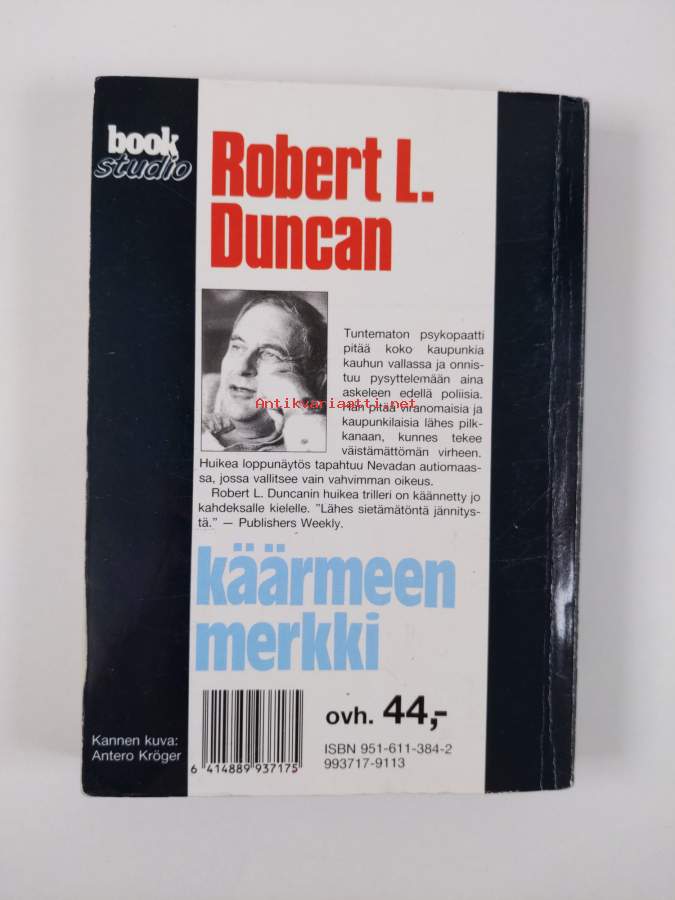 book
studio
Robert L.
Duncan
Tuntematon psykopaatti
pitää koko kaupunkia
kauhun vallassa ja onnis-
tuu pysyttelemään aina
askeleen edellä poliisia.
Antikvariaatti.net
Hän pitää viranomaisia ja
kaupunkilaisia lähes pilk-
kanaan, kunnes tekee
väistämättömän virheen.
Huikea loppunäytös tapahtuu Nevadan autiomaas-
sa, jossa vallitsee vain vahvimman oikeus.
Robert L. Duncanin huikea trilleri on käännetty jo
kahdeksalle kielelle. ”Lähes sietämätöntä jännitys-
tä.” — Publishers Weekly.
käärmeen
merkki
ovh. 44,-
ISBN 951-611-384-2
993717-9113
Kannen kuva:
Antero Kröger
6 414889 937175